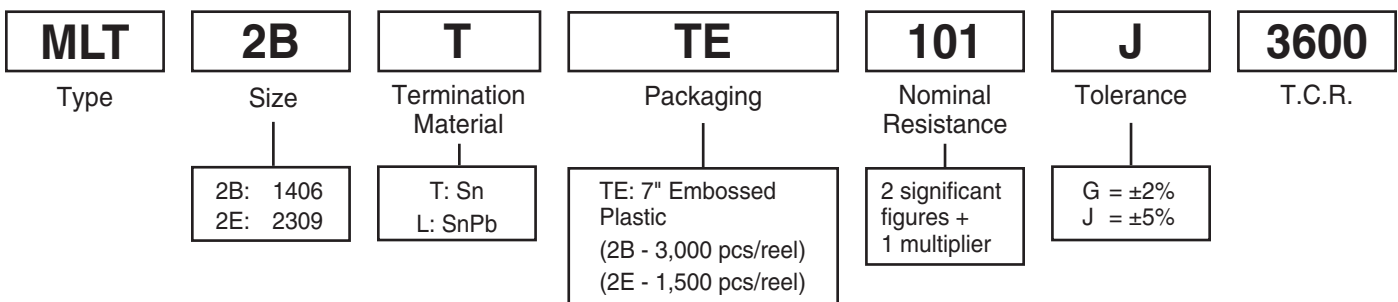 MLT 2B T TE 101 J 3600
Type Size Termination Material Packaging Nominal Resistance Tolerance T.C.R.
2B: 1406
2E: 2309
T: Sn
L: SnPb
TE: 7" Embossed
Plastic
(2B - 3,000 pcs/reel)
(2E - 1,500 pcs/reel)
2 significant
figures +
1 multiplier
G = ±2%
J = ±5%